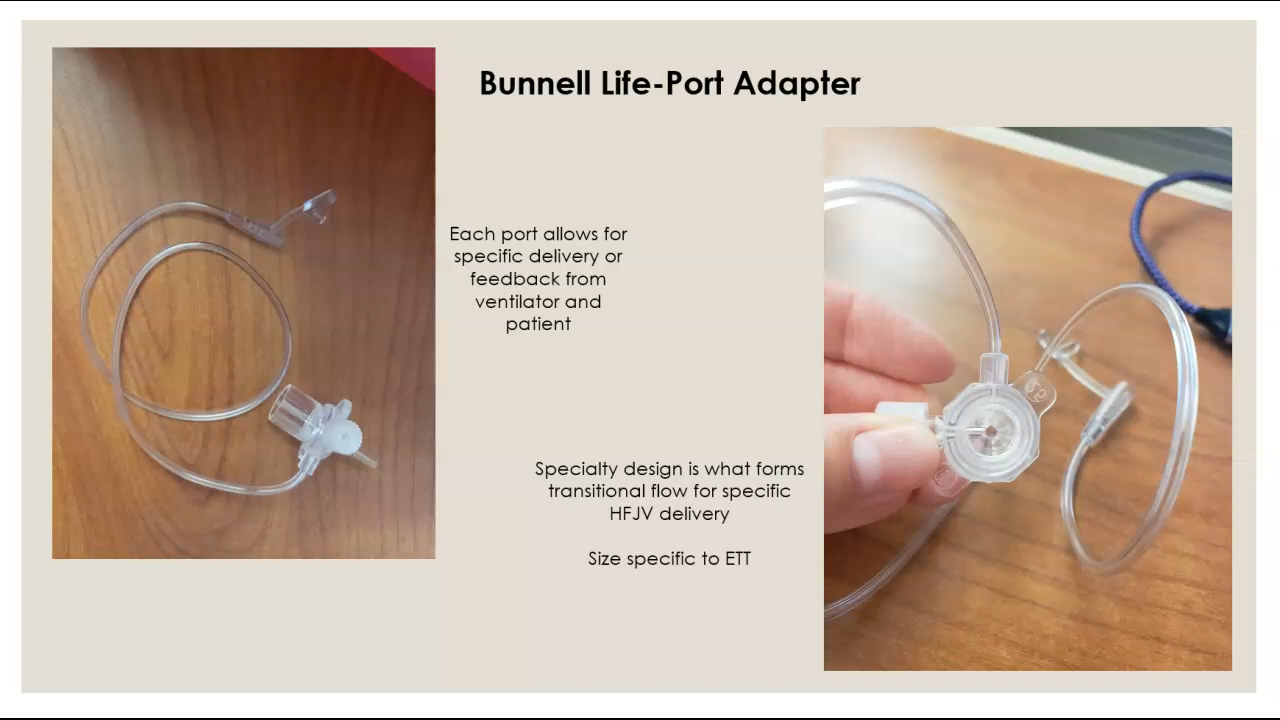 Bunnell Life-Port Adapter
Each port allows for
specific delivery or
feedback from
ventilator and
patient
Specialty design is what forms
transitional flow for specific
HFJV delivery
Size specific to ETT